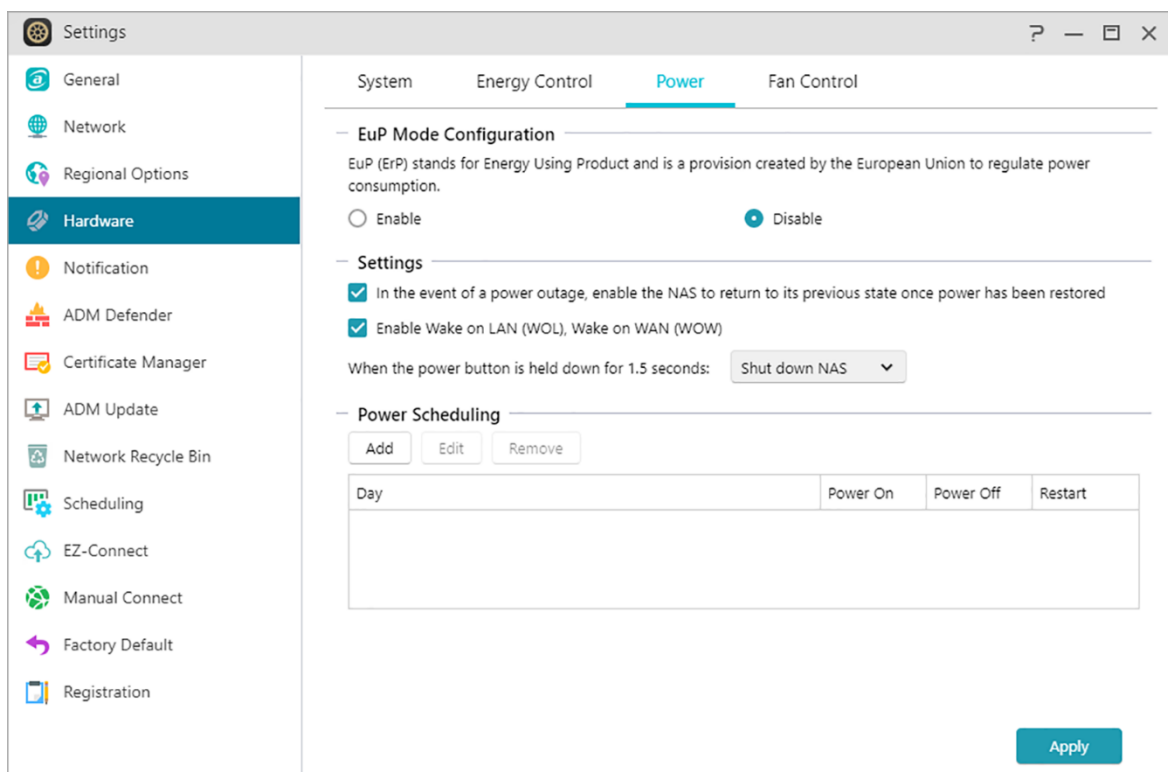 Settings
General
Network
Regional Options
Hardware
Notification
ADM Defender
Certificate Manager
ADM Update
Network Recycle Bin
Scheduling
EZ-Connect
Manual Connect
Factory Default
Registration
System Energy Control Power Fan Control
EuP Mode Configuration
EuP (ErP) stands for Energy Using Product and is a provision created by the European Union to regulate power
consumption.
Enable Disable
Settings
In the event of a power outage, enable the NAS to return to its previous state once power has been restored
Enable Wake on LAN (WOL), Wake on WAN (WOW)
When the power button is held down for 1.5 seconds: Shut down NAS
Power Scheduling
Add Edit Remove
Day Power On Power Off Restart
Apply